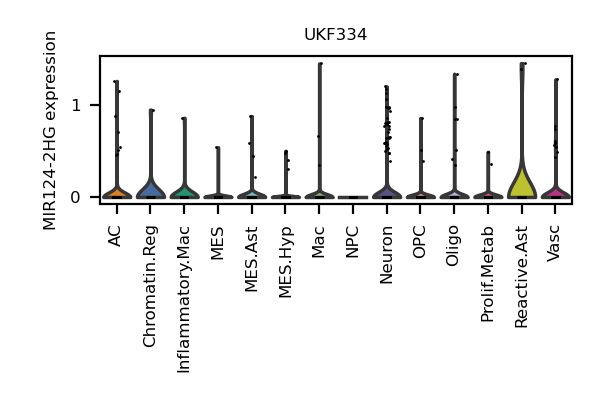 UKF334
MIR124-2HG expression
1
0
AC
Chromatin.Reg
Inflammatory.Mac
MES
MES.Ast
MES.Hyp
Mac
NPC
Neuron
OPC
Oligo
Prolif.Metab
Reactive.Ast
Vasc